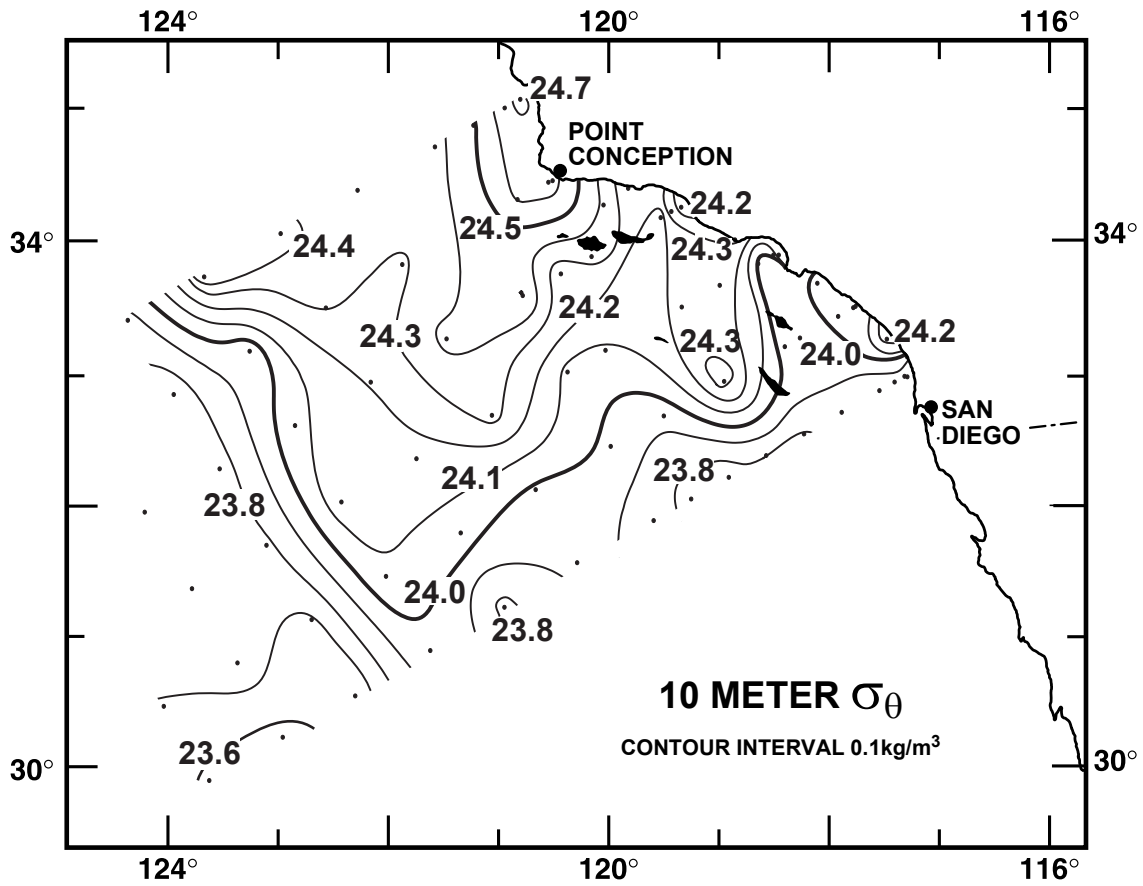 124° 120° 116°
24.7
POINT
CONCEPTION
24.2
24.5
34° 24.4 24.3 34°
24.2
24.3 24.3 24.0 24.2
SAN
DIEGO
24.1 23.8
23.8
24.0
23.8
10 METER σθ
CONTOUR INTERVAL 0.1kg/m³
23.6
30° 30°
124° 120° 116°